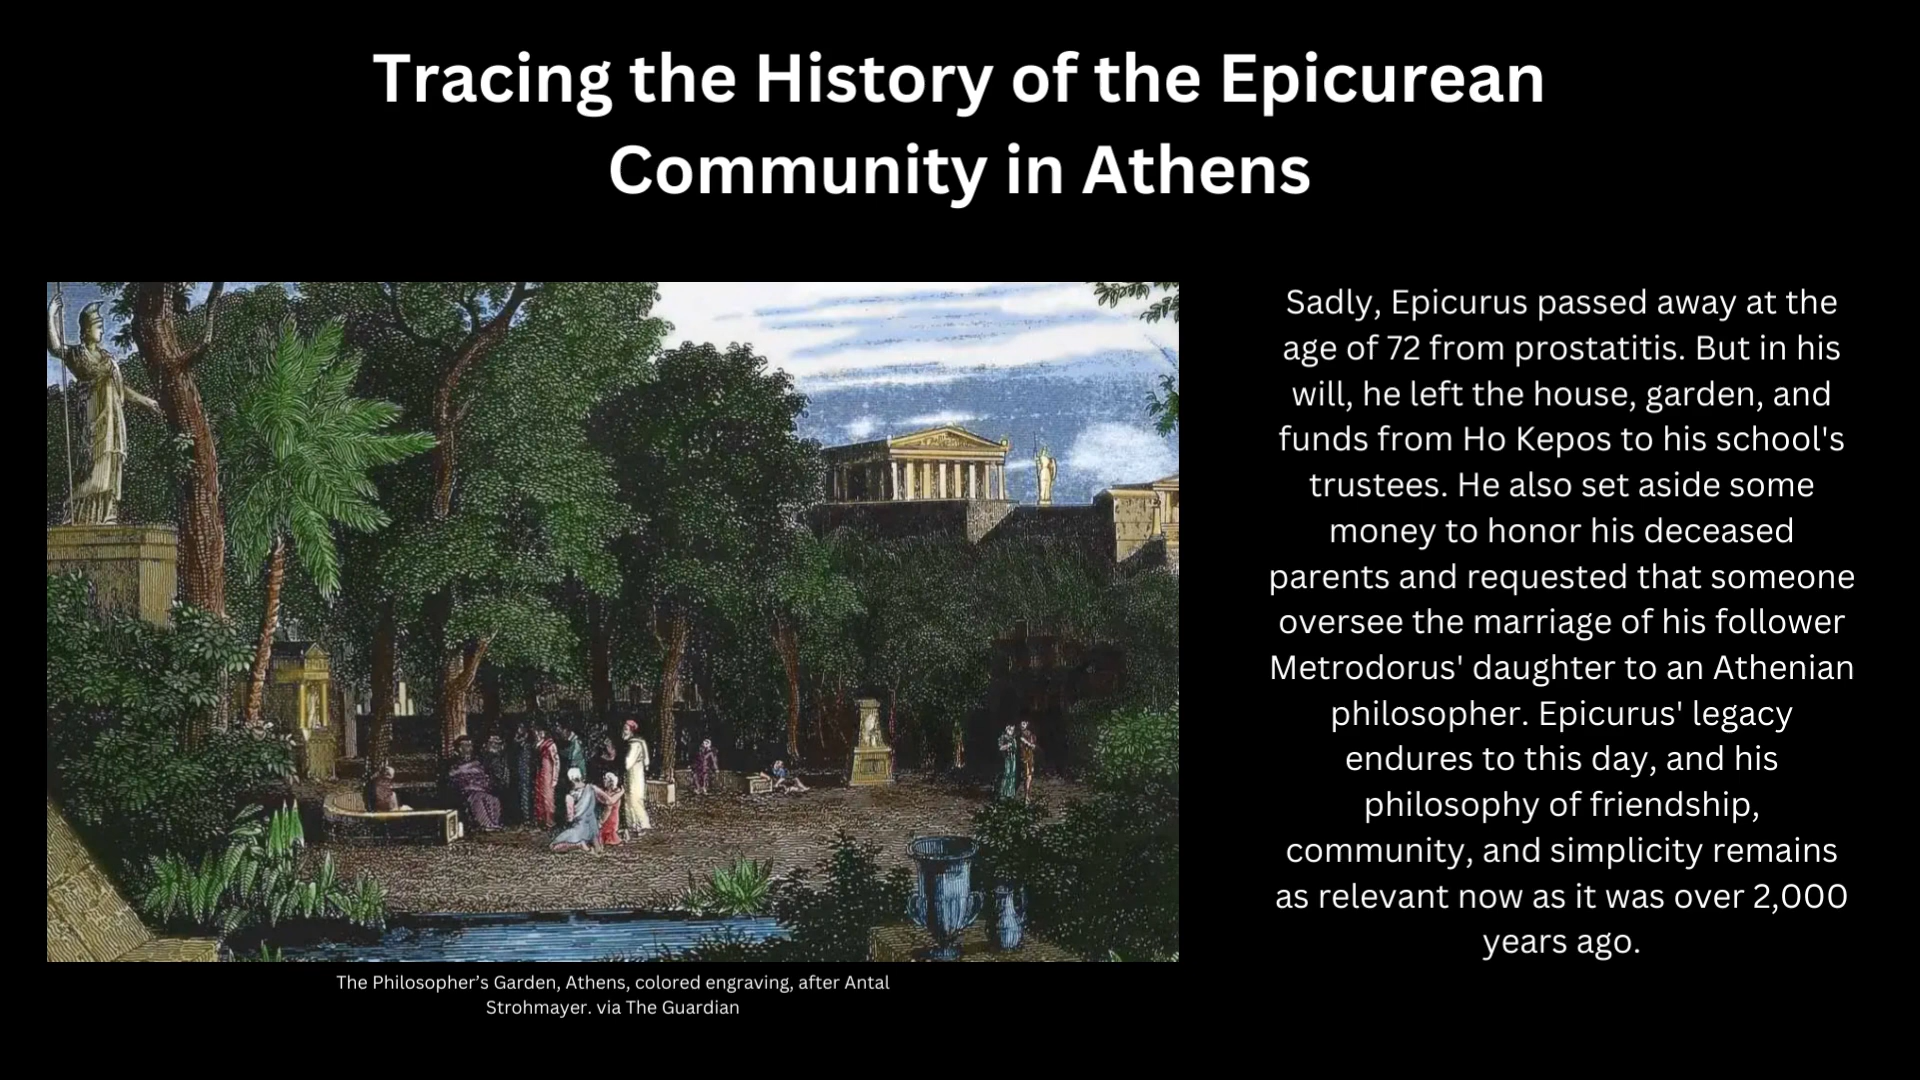 Tracing the History of the Epicurean
Community in Athens
Sadly, Epicurus passed away at the
age of 72 from prostatitis. But in his
will, he left the house, garden, and
funds from Ho Kepos to his school's
trustees. He also set aside some
money to honor his deceased
parents and requested that someone
oversee the marriage of his follower
Metrodorus' daughter to an Athenian
philosopher. Epicurus' legacy
endures to this day, and his
philosophy of friendship,
community, and simplicity remains
as relevant now as it was over 2,000
years ago.
The Philosopher’s Garden, Athens, colored engraving, after Antal
Strohmayer. via The Guardian